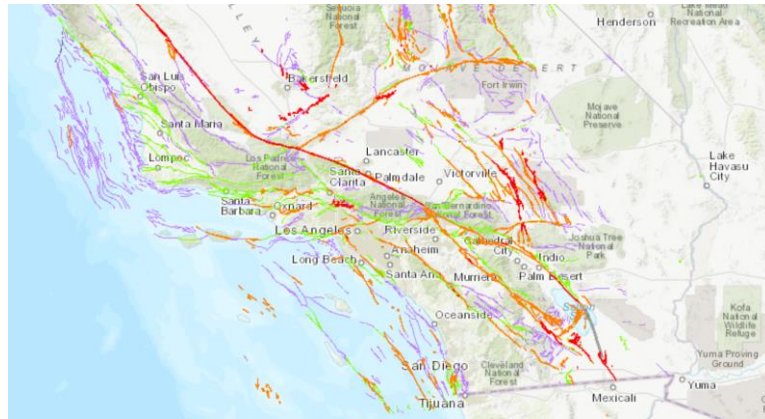 Sequoia
National
Forest
Lake Mead
National
Recreation Area
Henderson
VALLEY
MOJAVE DESERT
San Luis
Obispo
Bakersfield
Fort Irwin
Mojave
National
Preserve
Santa Maria
Lompoc
Los Padres
National
Forest
Lancaster
Lake
Havasu
City
Santa
Clarita
Palmdale
Victorville
Santa
Barbara
Oxnard
Angeles
National
Forest
San Bernardino
National Forest
Los Angeles
Riverside
Cathedral
City
Joshua Tree
National
Park
Long Beach
Anaheim
Indio
Santa Ana
Murrieta
Palm Desert
Oceanside
Kofa
National
Wildlife
Refuge
San Diego
Cleveland
National
Forest
Yuma Proving
Ground
Tijuana
Mexicali
Yuma